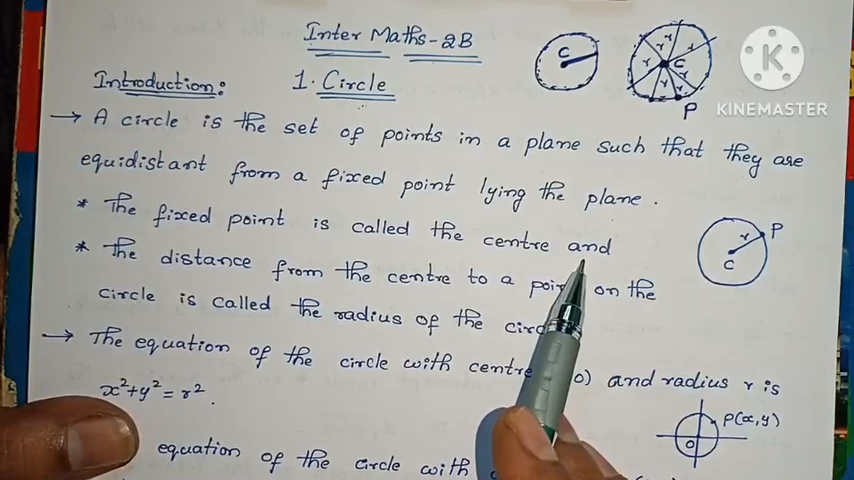 Inter Maths-2B
Introduction: 1. Circle
→ A circle is the set of points in a plane such that they are
equidistant from a fixed point lying the plane.
* The fixed point is called the centre and
* The distance from the centre to a poin on the
circle is called the radius of the circ
→ The equation of the circle with centre 0) and radius r is
x²+y²=r².
equation of the circle with
C
C
r
r
r
r
r
r
r
P
KINEMASTER
r
P
C
P(x,y)
O